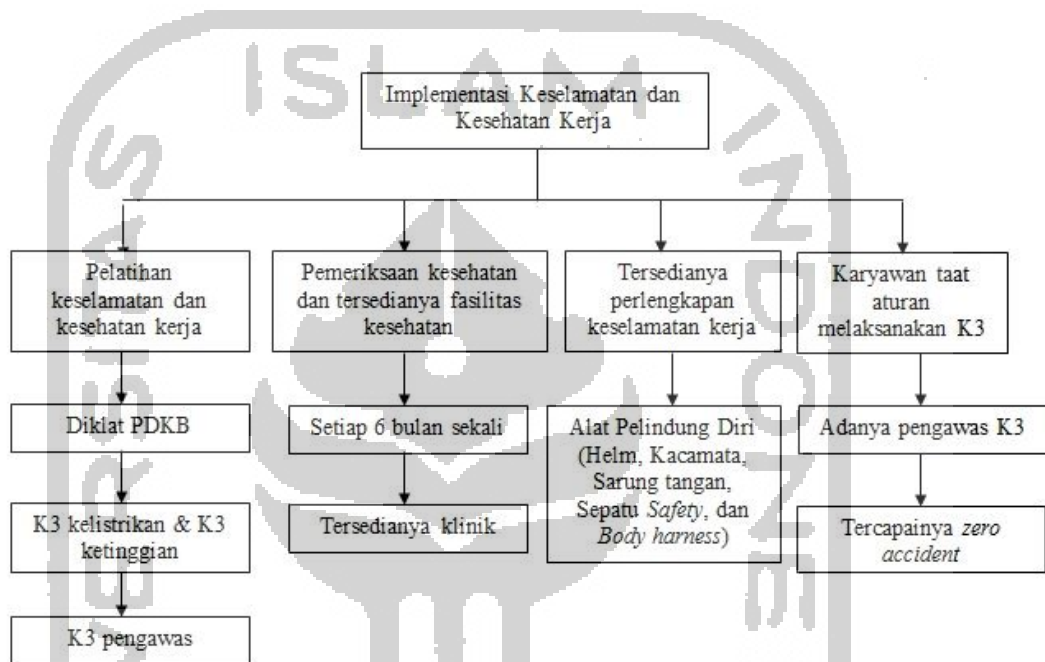 Implementasi Keselamatan dan
Kesehatan Kerja
Pelatihan
keselamatan dan
kesehatan kerja
Pemeriksaan kesehatan
dan tersedianya fasilitas
kesehatan
Tersedianya
perlengkapan
keselamatan kerja
Karyawan taat
aturan
melaksanakan K3
Diklat PDKB
Setiap 6 bulan sekali
Alat Pelindung Diri
(Helm, Kacamata,
Sarung tangan,
Sepatu Safety, dan
Body harness)
Adanya pengawas K3
K3 kelistrikan & K3
ketinggian
Tersedianya klinik
Tercapainya zero
accident
K3 pengawas
ISLAM
INDONE
ERSITAS